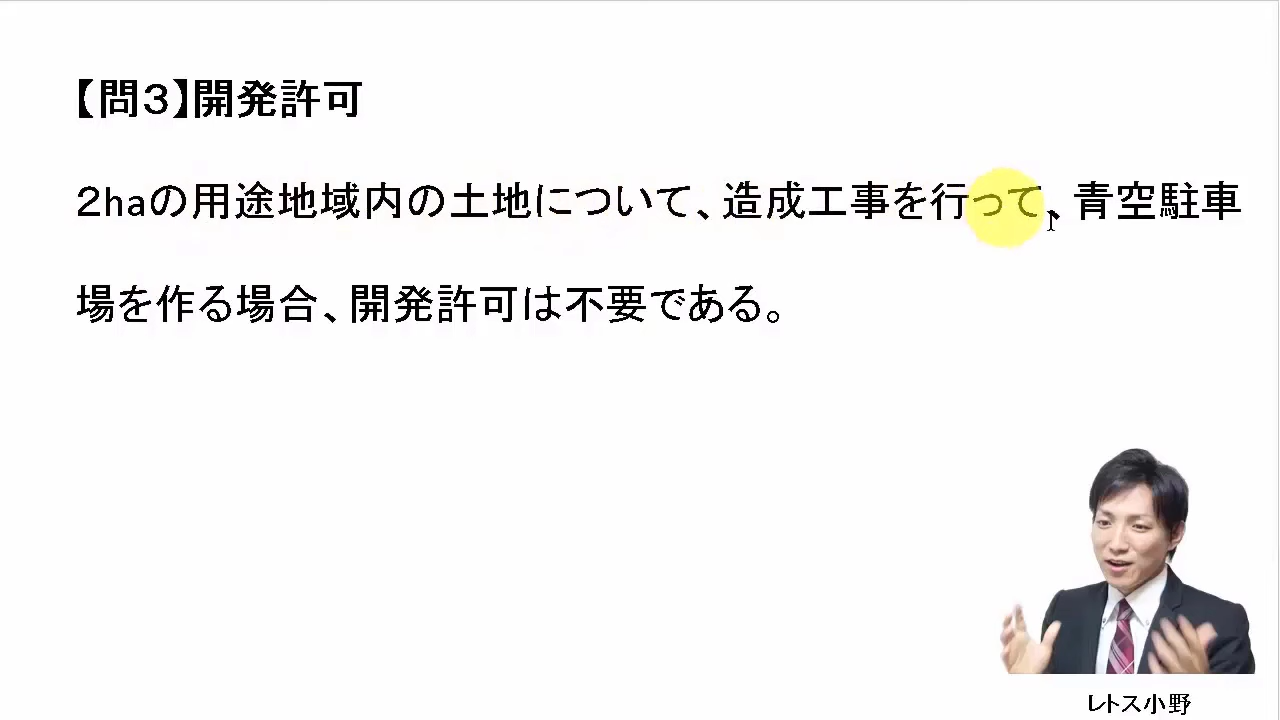 【問3】開発許可
2haの用途地域内の土地について、造成工事を行って、青空駐車
場を作る場合、開発許可は不要である。
レトス小野